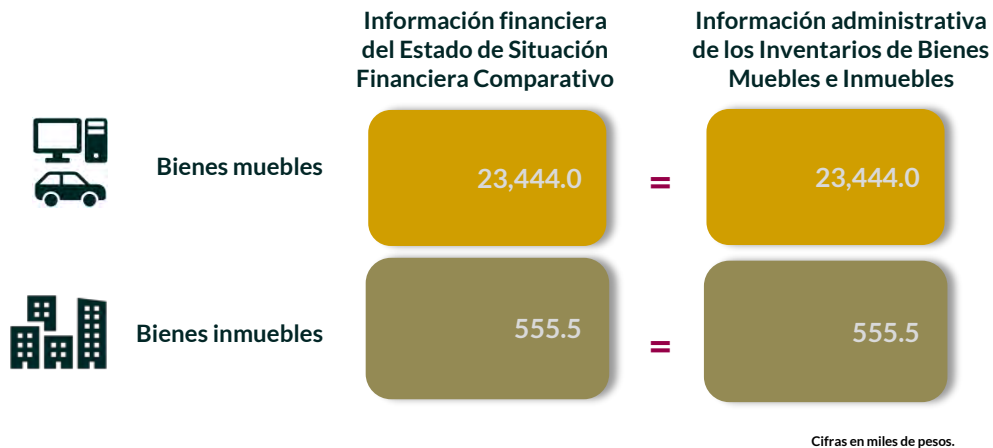 Información financiera
del Estado de Situación
Financiera Comparativo
Información administrativa
de los Inventarios de Bienes
Muebles e Inmuebles
Bienes muebles
23,444.0
=
23,444.0
Bienes inmuebles
555.5
=
555.5
Cifras en miles de pesos.